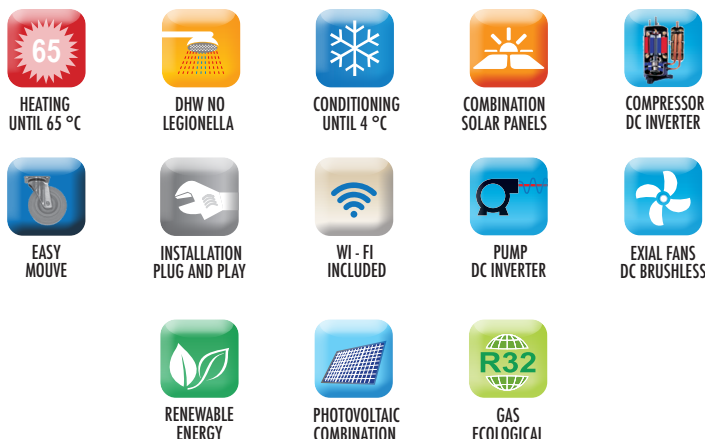 65
HEATING
UNTIL 65 °C
DHW NO
LEGIONELLA
CONDITIONING
UNTIL 4 °C
COMBINATION
SOLAR PANELS
COMPRESSOR
DC INVERTER
EASY
MOUVE
INSTALLATION
PLUG AND PLAY
WI - FI
INCLUDED
PUMP
DC INVERTER
EXIAL FANS
DC BRUSHLESS
RENEWABLE
ENERGY
PHOTOVOLTAIC
COMBINATION
R32
GAS
ECOLOGICAL